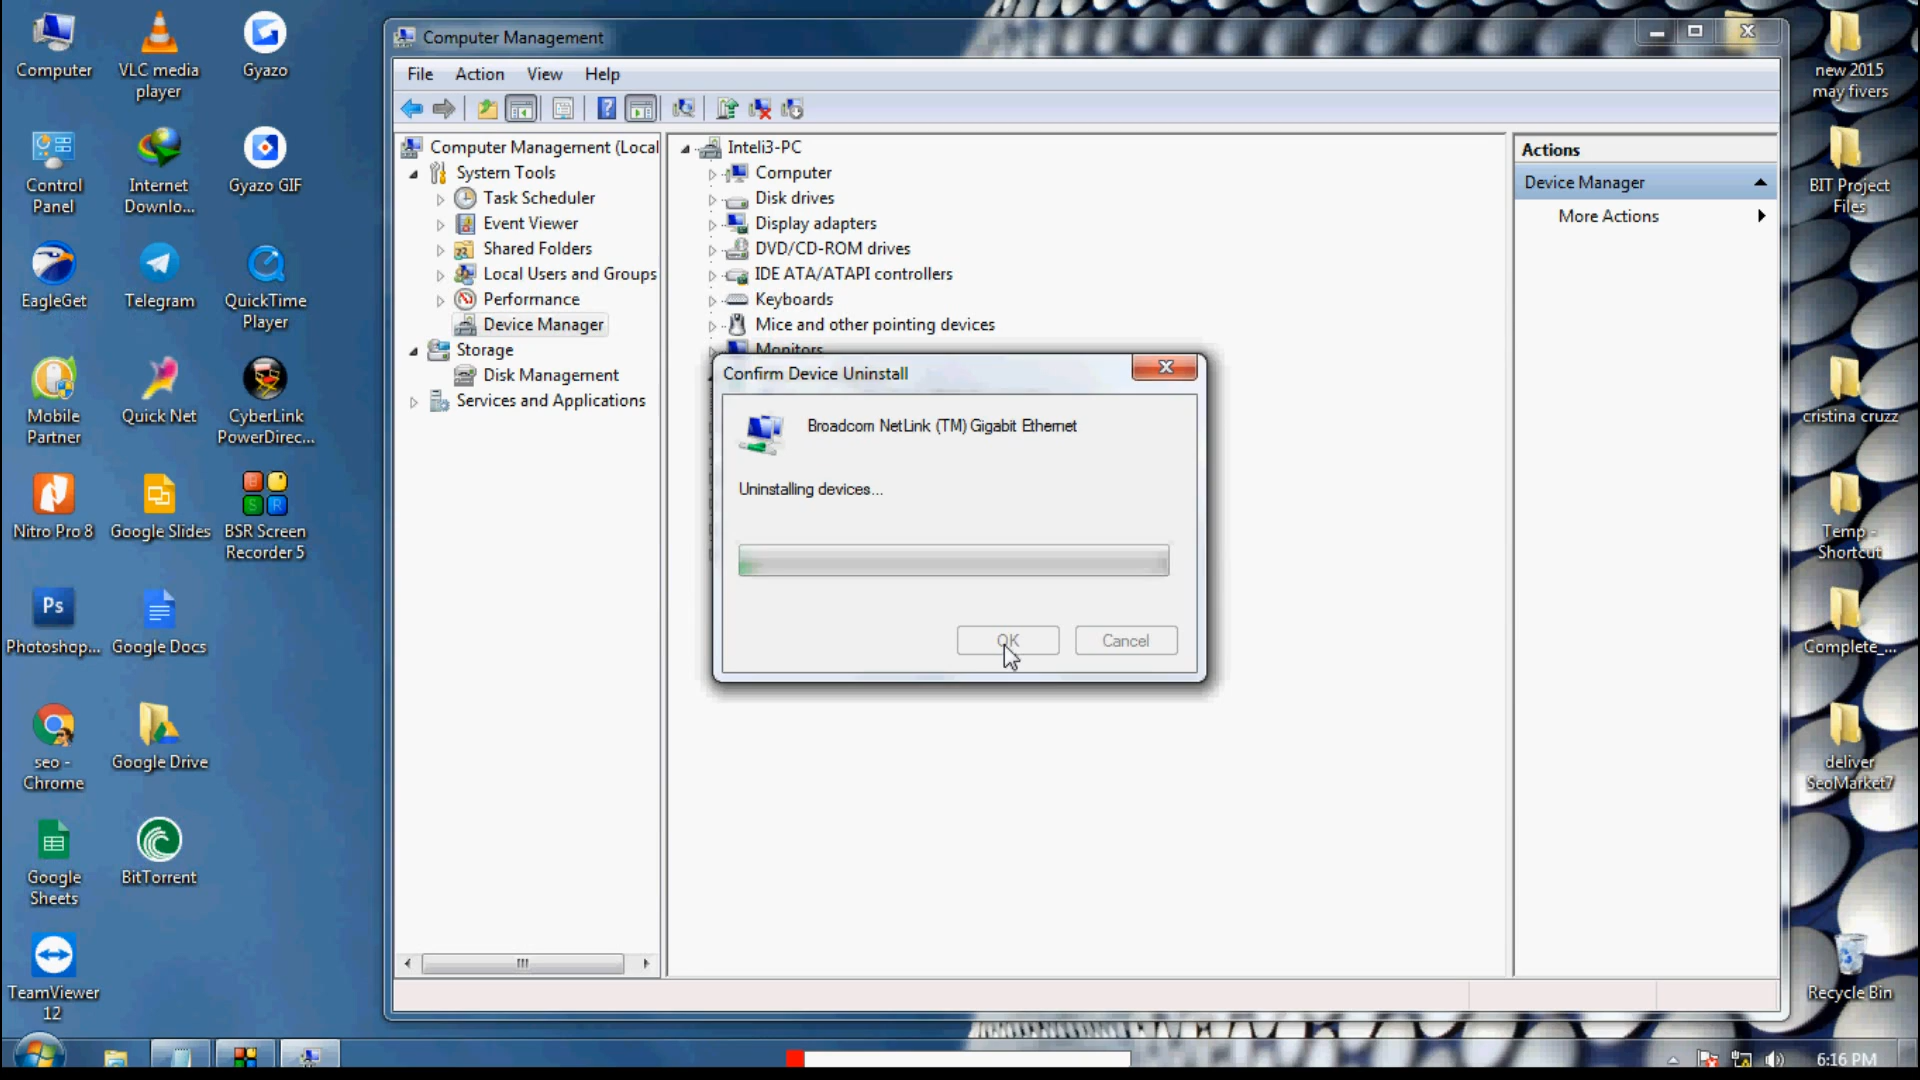 Computer
VLC media
player
Gyazo
Control
Panel
Internet
Downlo...
Gyazo GIF
EagleGet
Telegram
QuickTime
Player
Mobile
Partner
Quick Net
CyberLink
PowerDirec...
Nitro Pro 8
Google Slides
BSR Screen
Recorder 5
Ps
Photoshop...
Google Docs
seo -
Chrome
Google Drive
Google
Sheets
BitTorrent
TeamViewer
12
Computer Management
File Action View Help
Computer Management (Local
System Tools
Task Scheduler
Event Viewer
Shared Folders
Local Users and Groups
Performance
Device Manager
Storage
Disk Management
Services and Applications
Inteli3-PC
Computer
Disk drives
Display adapters
DVD/CD-ROM drives
IDE ATA/ATAPI controllers
Keyboards
Mice and other pointing devices
Monitors
Confirm Device Uninstall
Broadcom NetLink (TM) Gigabit Ethernet
Uninstalling devices...
OK
Cancel
Actions
Device Manager
More Actions
new 2015
may fivers
BIT Project
Files
cristina cruzz
Temp -
Shortcut
Complete_...
deliver
SeoMarket7
Recycle Bin
6:16 PM